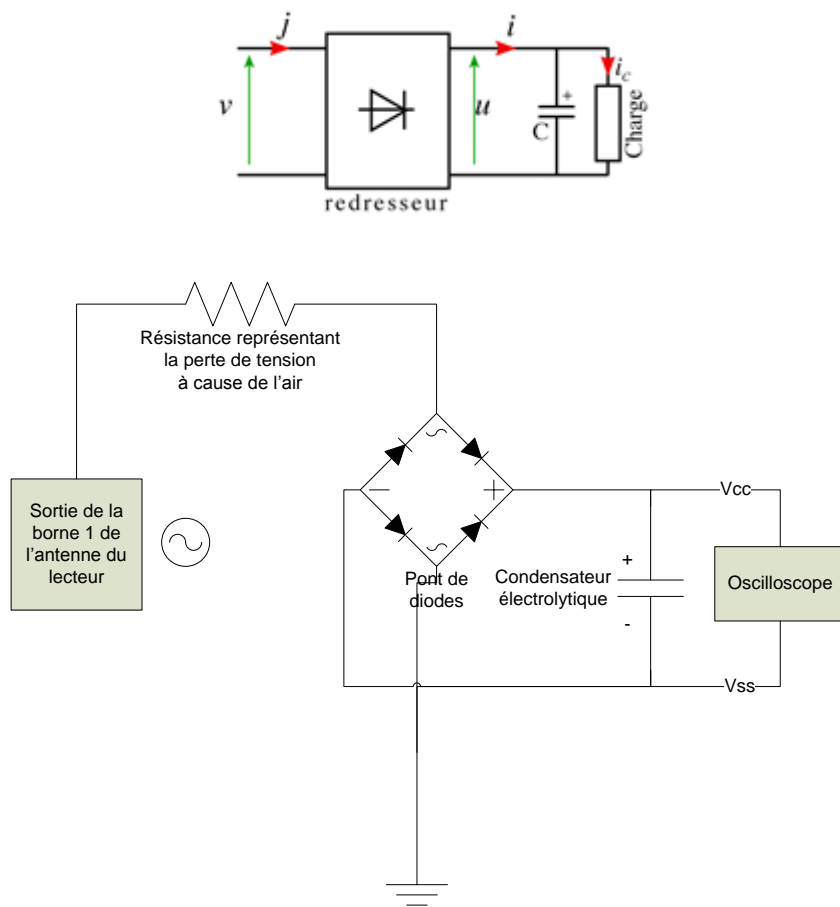 j
i
i_c
v
u
C
+
Charge
redresseur
Résistance représentant
la perte de tension
à cause de l'air
Sortie de la
borne 1 de
l'antenne du
lecteur
Pont de
diodes
Condensateur
électrolytique
+
-
Vcc
Oscilloscope
Vss